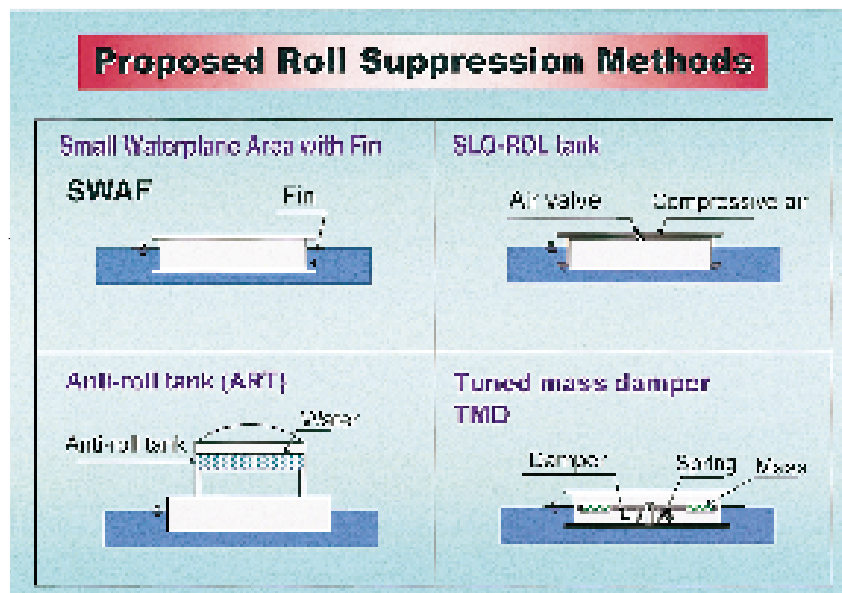 Proposed Roll Suppression Methods
Small Waterplane Area with Fin
SWAF
Fin
SLO-ROL tank
Air valve
Compressive air
Anti-roll tank (ART)
Water
Anti-roll tank
Tuned mass damper
TMD
Damper
Spring
Mass